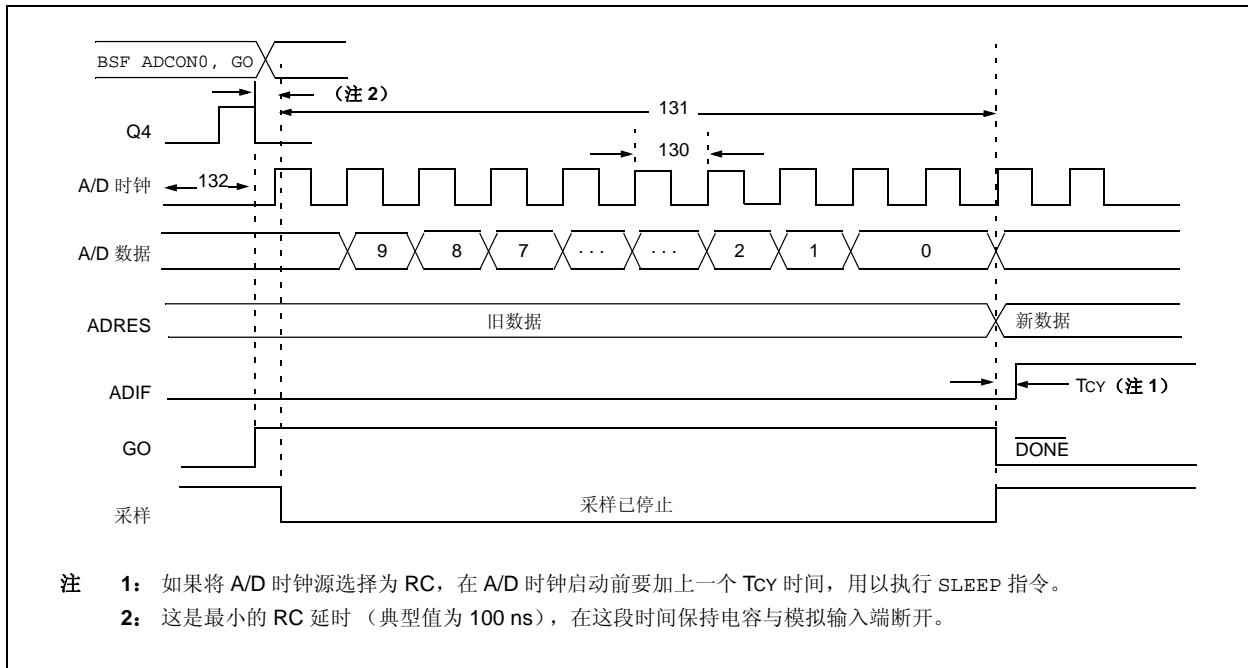 BSF ADCON0, GO
（注 2）
131
Q4
130
A/D 时钟
132
A/D 数据
9 8 7 ··· ··· 2 1 0
ADRES
旧数据
新数据
ADIF
TCY（注 1）
GO
DONE
采样
采样已停止
注 1： 如果将 A/D 时钟源选择为 RC，在 A/D 时钟启动前要加上一个 TCY 时间，用以执行 SLEEP 指令。
2： 这是最小的 RC 延时 （典型值为 100 ns），在这段时间保持电容与模拟输入端断开。